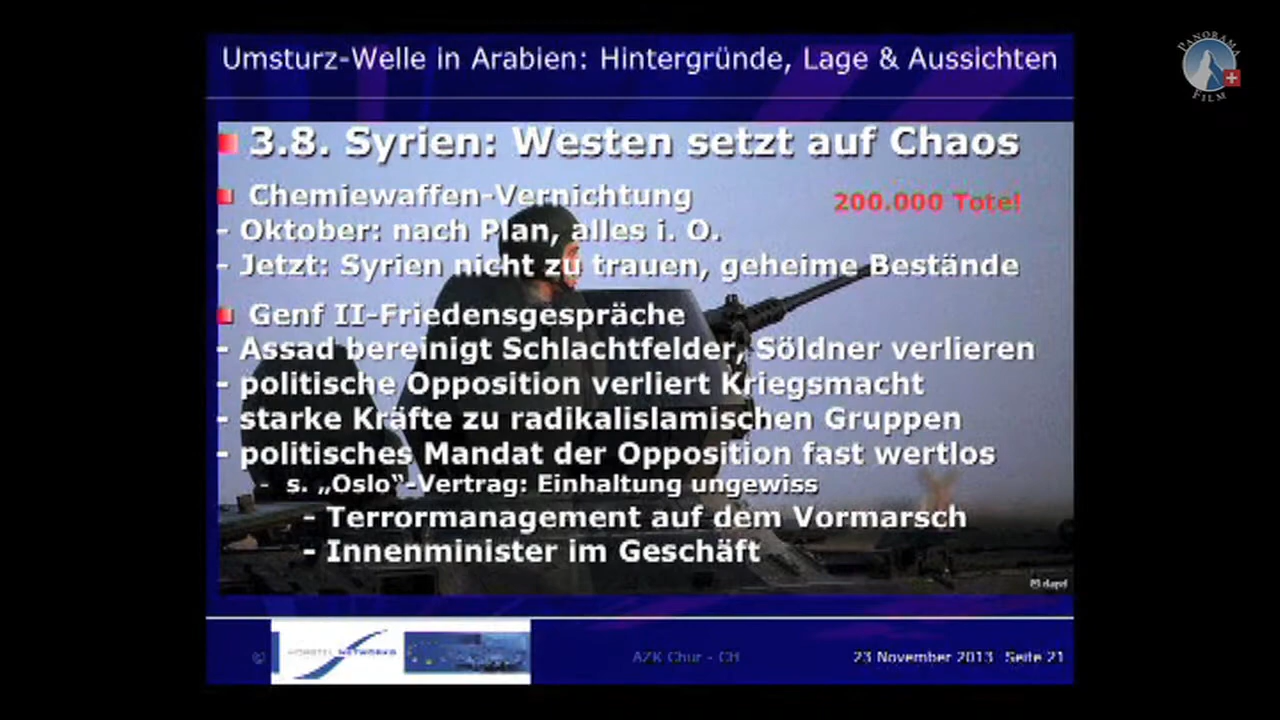 Umsturz-Welle in Arabien: Hintergründe, Lage & Aussichten
PANORAMA
FILM
3.8. Syrien: Westen setzt auf Chaos
Chemiewaffen-Vernichtung
200.000 Tote!
- Oktober: nach Plan, alles i. O.
- Jetzt: Syrien nicht zu trauen, geheime Bestände
Genf II-Friedensgespräche
- Assad bereinigt Schlachtfelder, Söldner verlieren
- politische Opposition verliert Kriegsmacht
- starke Kräfte zu radikalislamischen Gruppen
- politisches Mandat der Opposition fast wertlos
- s. „Oslo“-Vertrag: Einhaltung ungewiss
- Terrormanagement auf dem Vormarsch
- Innenminister im Geschäft
© NETWORKS
AZK Chur - CH
23 November 2013 Seite 21